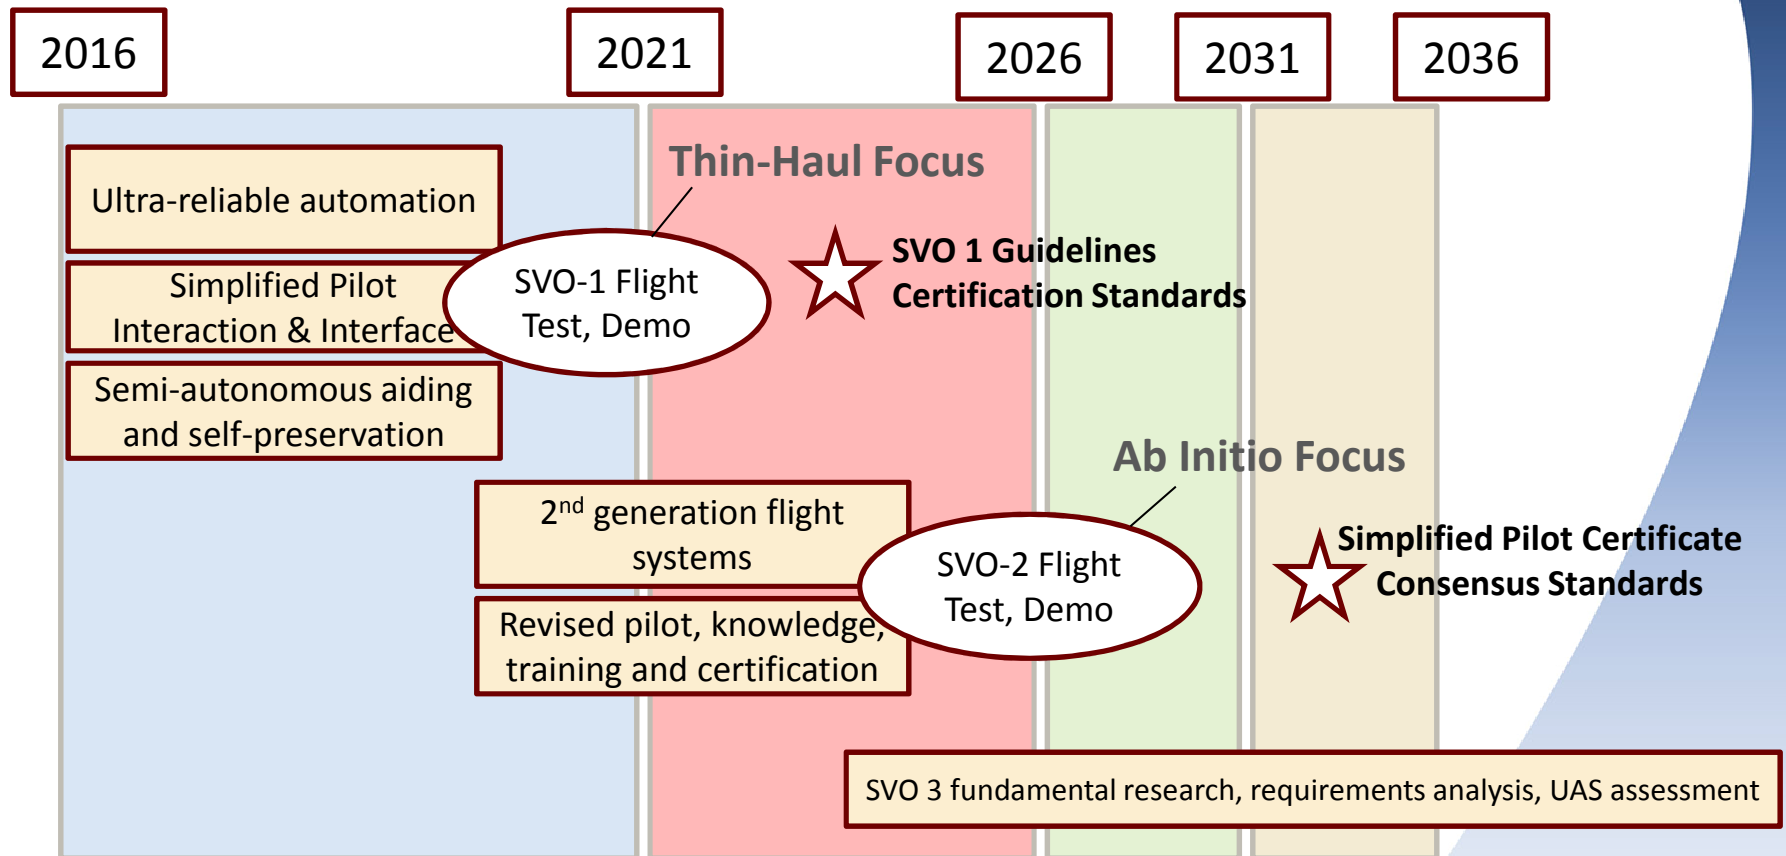 2016
2021
2026
2031
2036
Thin-Haul Focus
Ultra-reliable automation
Simplified Pilot
Interaction & Interface
Semi-autonomous aiding
and self-preservation
SVO-1 Flight
Test, Demo
SVO 1 Guidelines
Certification Standards
Ab Initio Focus
2nd generation flight
systems
Revised pilot, knowledge,
training and certification
SVO-2 Flight
Test, Demo
Simplified Pilot Certificate
Consensus Standards
SVO 3 fundamental research, requirements analysis, UAS assessment